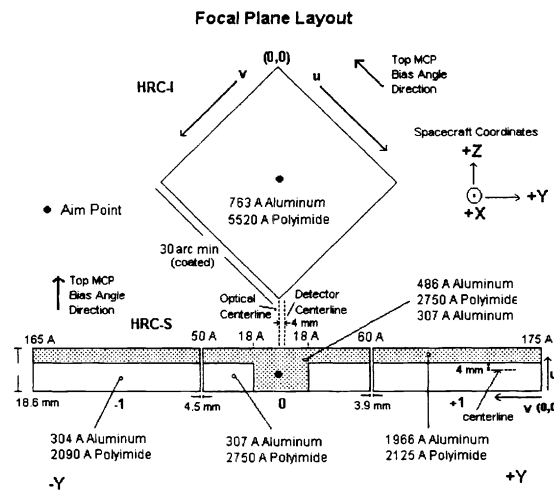 Focal Plane Layout
(0,0)
Top MCP
Bias Angle
Direction
v
u
HRC-I
Spacecraft Coordinates
+Z
+Y
+X
763 A Aluminum
5520 A Polyimide
Aim Point
30 arc min
(coated)
Top MCP
Bias Angle
Direction
Optical
Centerline
Detector
Centerline
4 mm
486 A Aluminum
2750 A Polyimide
307 A Aluminum
HRC-S
165 A
50 A
18 A
18 A
60 A
175 A
4 mm
u
18.6 mm
-1
4.5 mm
0
3.9 mm
+1
centerline
v (0,0)
304 A Aluminum
2090 A Polyimide
307 A Aluminum
2750 A Polyimide
1966 A Aluminum
2125 A Polyimide
-Y
+Y